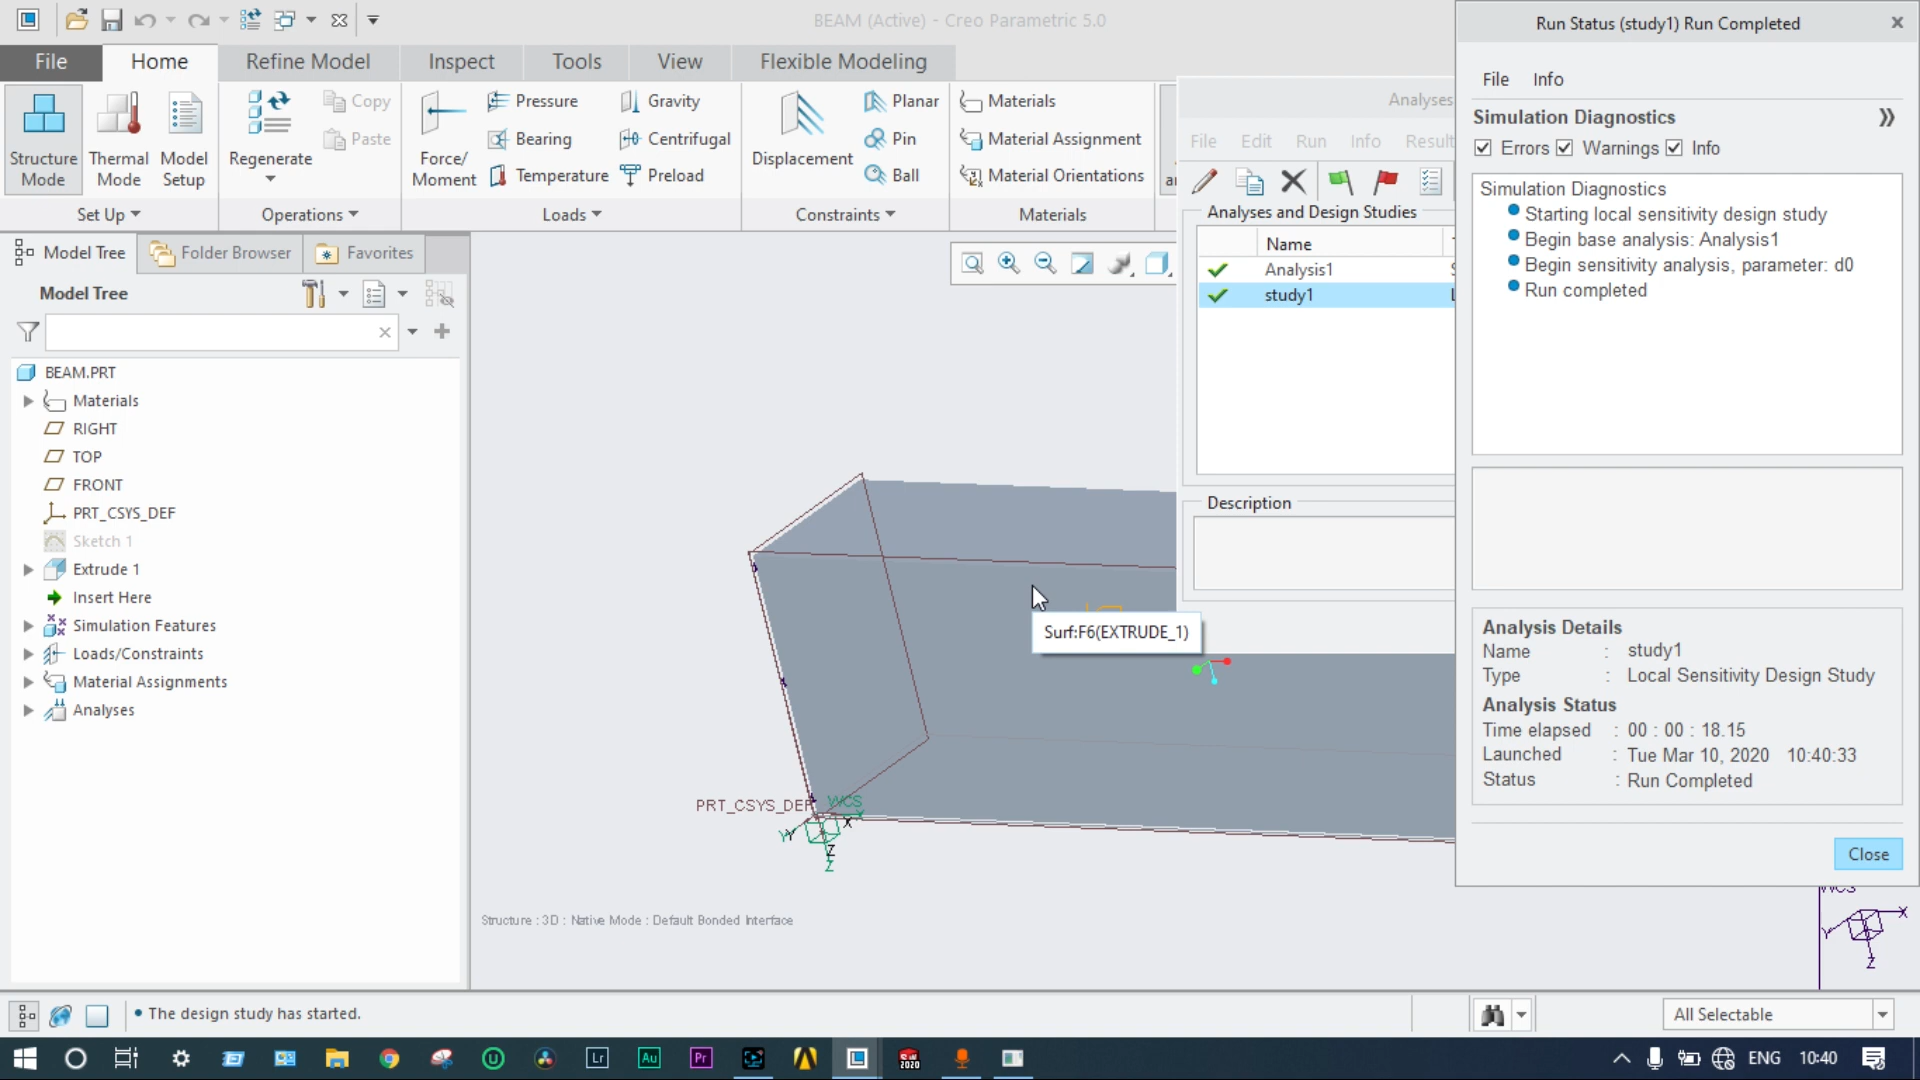 BEAM (Active) - Creo Parametric 5.0
File
Home
Refine Model
Inspect
Tools
View
Flexible Modeling
Structure Mode
Thermal Mode
Model Setup
Set Up
Regenerate
Copy
Paste
Operations
Force/ Moment
Pressure
Bearing
Temperature
Gravity
Centrifugal
Preload
Loads
Displacement
Planar
Pin
Ball
Constraints
Materials
Material Assignment
Material Orientations
Materials
Model Tree
Folder Browser
Favorites
Model Tree
BEAM.PRT
Materials
RIGHT
TOP
FRONT
PRT_CSYS_DEF
Sketch 1
Extrude 1
Insert Here
Simulation Features
Loads/Constraints
Material Assignments
Analyses
Surf:F6(EXTRUDE_1)
PRT_CSYS_DEF
WCS
X
Y
X
Y
Z
Z
Structure : 3D : Native Mode : Default Bonded Interface
Analyses
File
Edit
Run
Info
Result
Analyses and Design Studies
Name
Analysis1
study1
Description
Run Status (study1) Run Completed
File
Info
Simulation Diagnostics
Errors
Warnings
Info
Simulation Diagnostics
Starting local sensitivity design study
Begin base analysis: Analysis1
Begin sensitivity analysis, parameter: d0
Run completed
Analysis Details
Name : study1
Type : Local Sensitivity Design Study
Analysis Status
Time elapsed : 00 : 00 : 18.15
Launched : Tue Mar 10, 2020 10:40:33
Status : Run Completed
Close
WCS
X
Y
Z
• The design study has started.
All Selectable
Lr
Au
Pr
2020
ENG
10:40